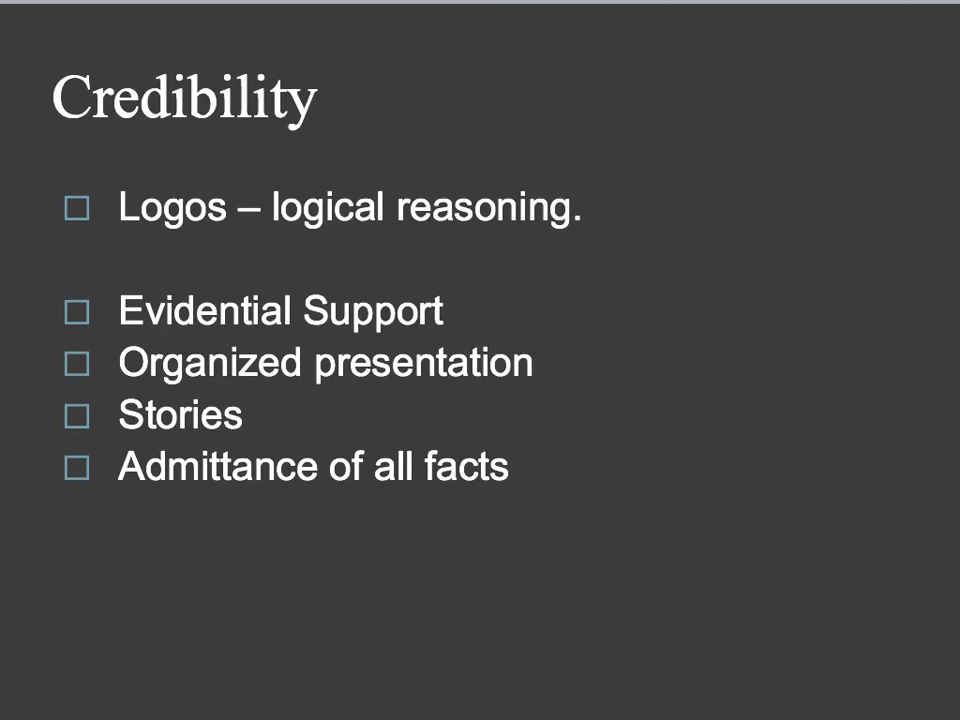 Credibility
Logos – logical reasoning.
Evidential Support
Organized presentation
Stories
Admittance of all facts